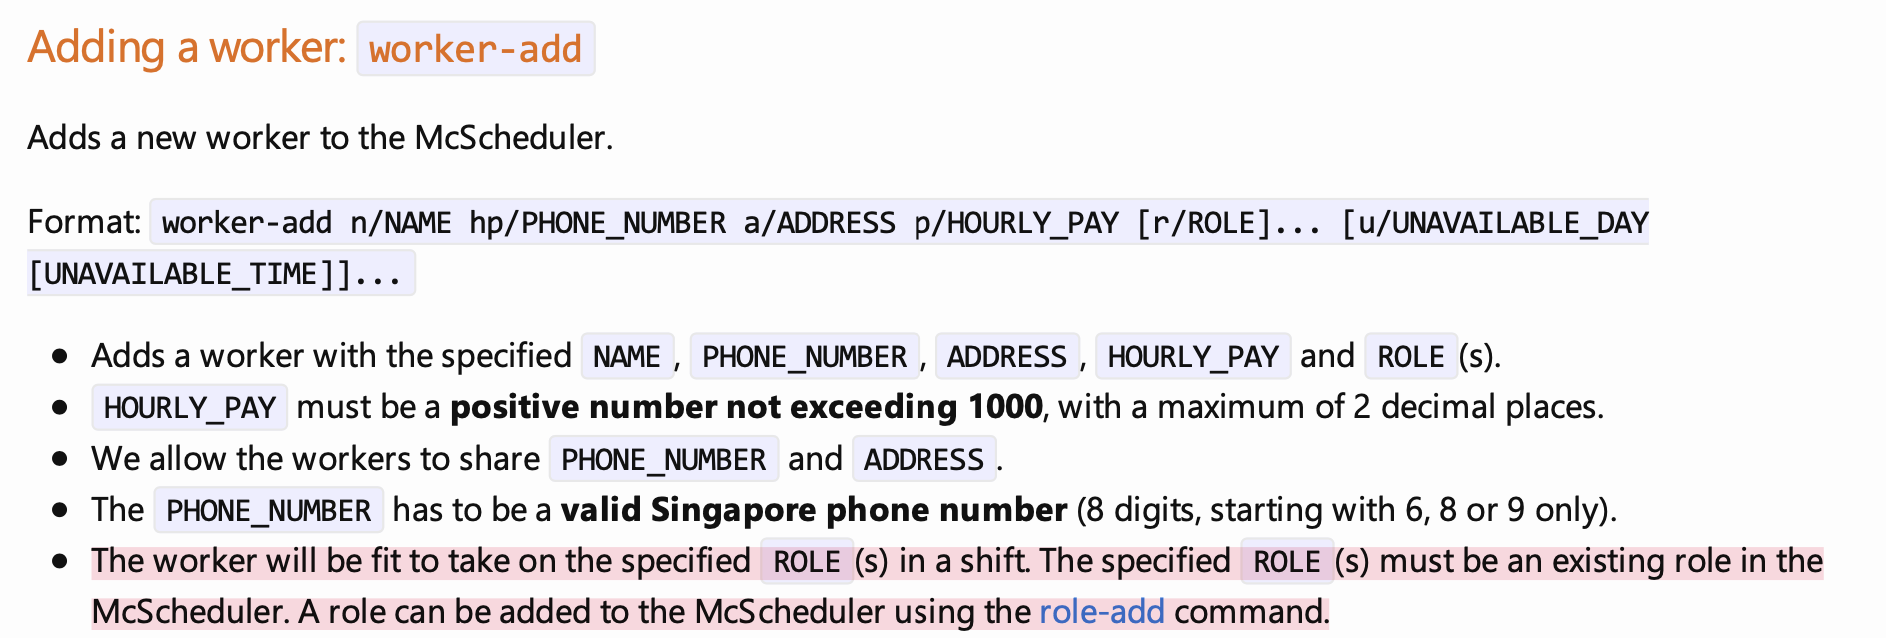 Adding a worker: worker-add
Adds a new worker to the McScheduler.
Format: worker-add n/NAME hp/PHONE_NUMBER a/ADDRESS p/HOURLY_PAY [r/ROLE]... [u/UNAVAILABLE_DAY
[UNAVAILABLE_TIME]]...
• Adds a worker with the specified NAME, PHONE_NUMBER, ADDRESS, HOURLY_PAY and ROLE(s).
• HOURLY_PAY must be a positive number not exceeding 1000, with a maximum of 2 decimal places.
• We allow the workers to share PHONE_NUMBER and ADDRESS.
• The PHONE_NUMBER has to be a valid Singapore phone number (8 digits, starting with 6, 8 or 9 only).
• The worker will be fit to take on the specified ROLE(s) in a shift. The specified ROLE(s) must be an existing role in the
McScheduler. A role can be added to the McScheduler using the role-add command.